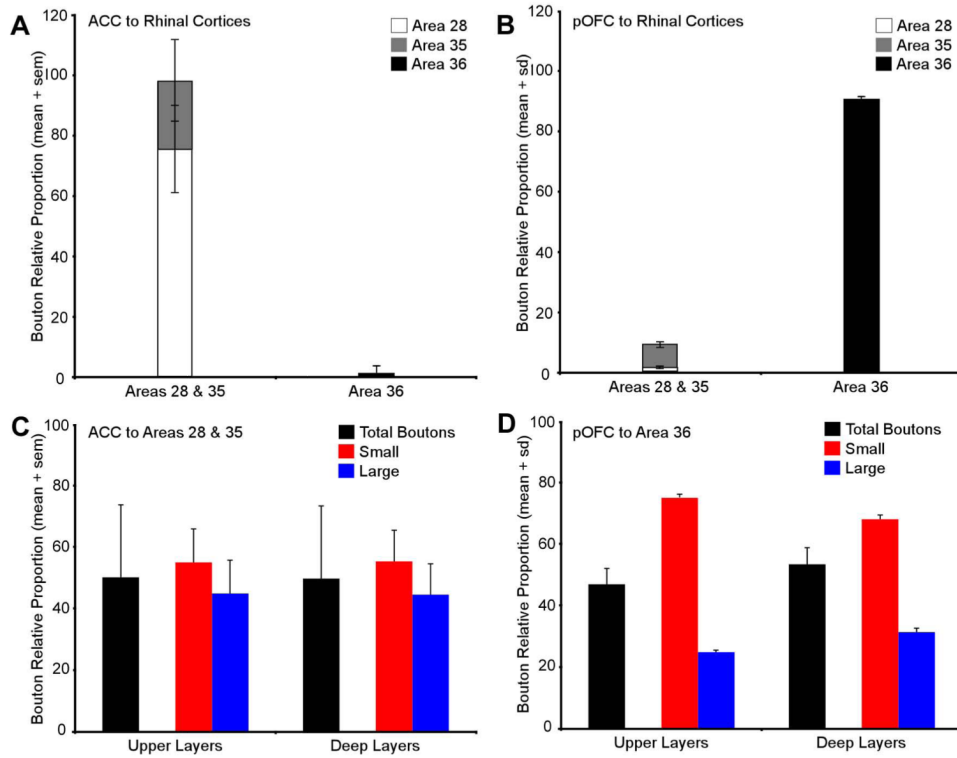 A
ACC to Rhinal Cortices
Area 28
Area 35
Area 36
Bouton Relative Proportion (mean + sem)
120
100
80
60
40
20
0
Areas 28 & 35
Area 36
B
pOFC to Rhinal Cortices
Area 28
Area 35
Area 36
Bouton Relative Proportion (mean + sd)
120
100
80
60
40
20
0
Areas 28 & 35
Area 36
C
ACC to Areas 28 & 35
Total Boutons
Small
Large
Bouton Relative Proportion (mean + sem)
100
80
60
40
20
0
Upper Layers
Deep Layers
D
pOFC to Area 36
Total Boutons
Small
Large
Bouton Relative Proportion (mean + sd)
100
80
60
40
20
0
Upper Layers
Deep Layers